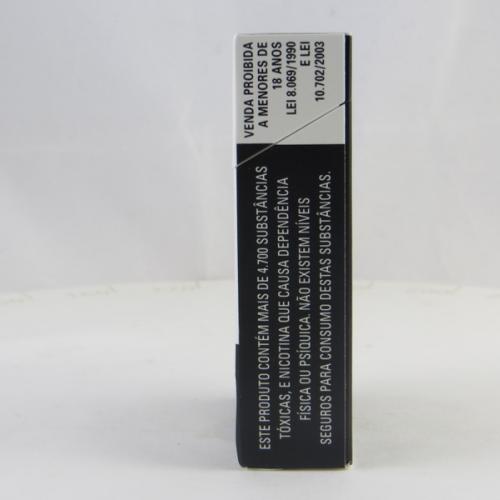 VENDA PROIBIDA
A MENORES DE
18 ANOS
LEI 8.069/1990
E LEI
10.702/2003
ESTE PRODUTO CONTÉM MAIS DE 4.700 SUBSTÂNCIAS
TÓXICAS, E NICOTINA QUE CAUSA DEPENDÊNCIA
FÍSICA OU PSÍQUICA. NÃO EXISTEM NÍVEIS
SEGUROS PARA CONSUMO DESTAS SUBSTÂNCIAS.